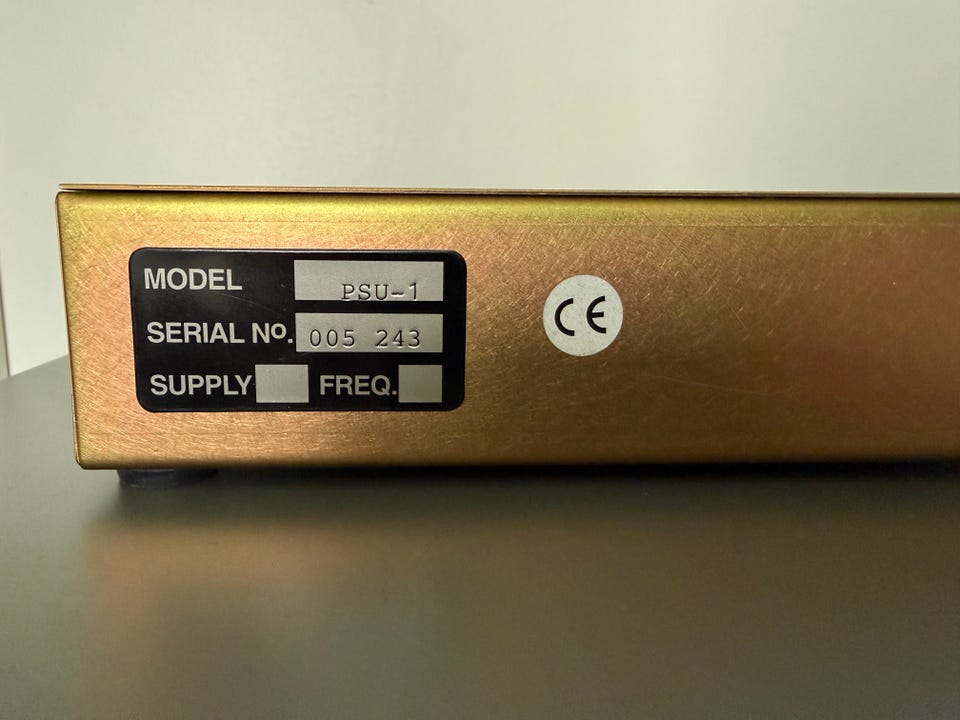 MODEL PSU-1
SERIAL No. 005 243
SUPPLY FREQ.
CE